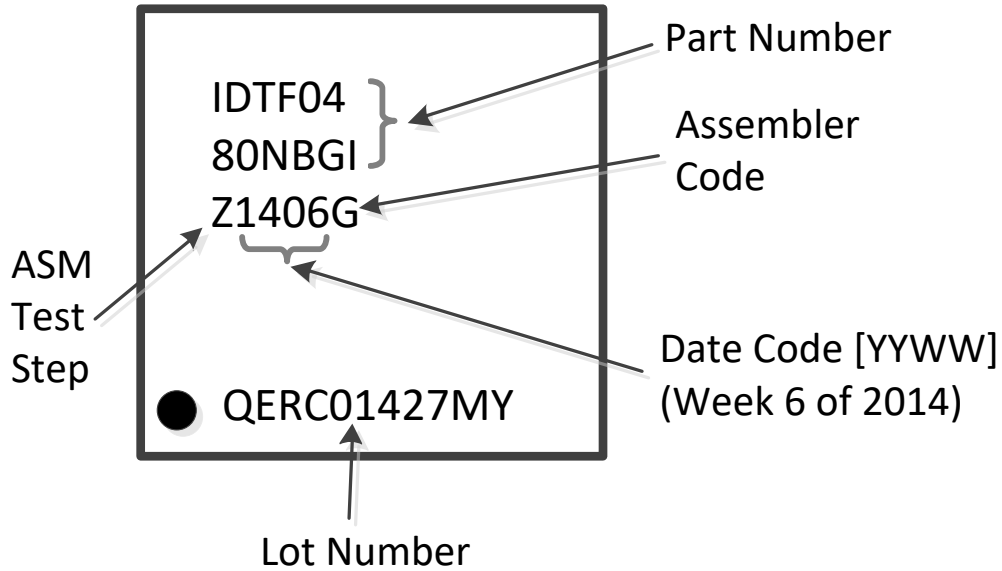 IDTF04
80NBGI
Z1406G
QERC01427MY
Part Number
Assembler
Code
ASM
Test
Step
Date Code [YYWW]
(Week 6 of 2014)
Lot Number